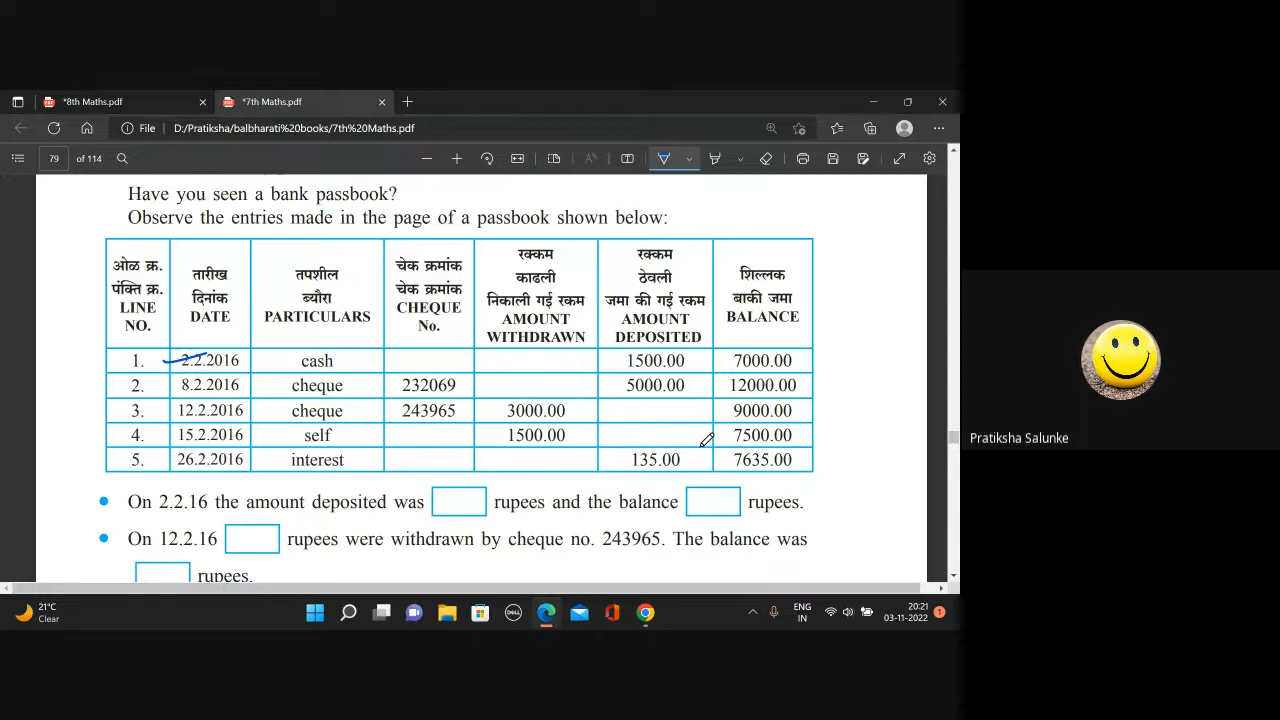 *8th Maths.pdf
*7th Maths.pdf
File D:/Pratiksha/balbharati%20books/7th%20Maths.pdf
79 of 114
Have you seen a bank passbook?
Observe the entries made in the page of a passbook shown below:
ओळ क्र. पंक्ति क्र. LINE NO. तारीख दिनांक DATE तपशील ब्यौरा PARTICULARS चेक क्रमांक चेक क्रमांक CHEQUE No. रक्कम काढली निकाली गई रकम AMOUNT WITHDRAWN रक्कम ठेवली जमा की गई रकम AMOUNT DEPOSITED शिल्लक बाकी जमा BALANCE
1. 2.2.2016 cash 1500.00 7000.00
2. 8.2.2016 cheque 232069 5000.00 12000.00
3. 12.2.2016 cheque 243965 3000.00 9000.00
4. 15.2.2016 self 1500.00 7500.00
5. 26.2.2016 interest 135.00 7635.00
• On 2.2.16 the amount deposited was rupees and the balance rupees.
• On 12.2.16 rupees were withdrawn by cheque no. 243965. The balance was
rupees.
Pratiksha Salunke
21°C
Clear
DELL
ENG
IN
20:21
03-11-2022
1